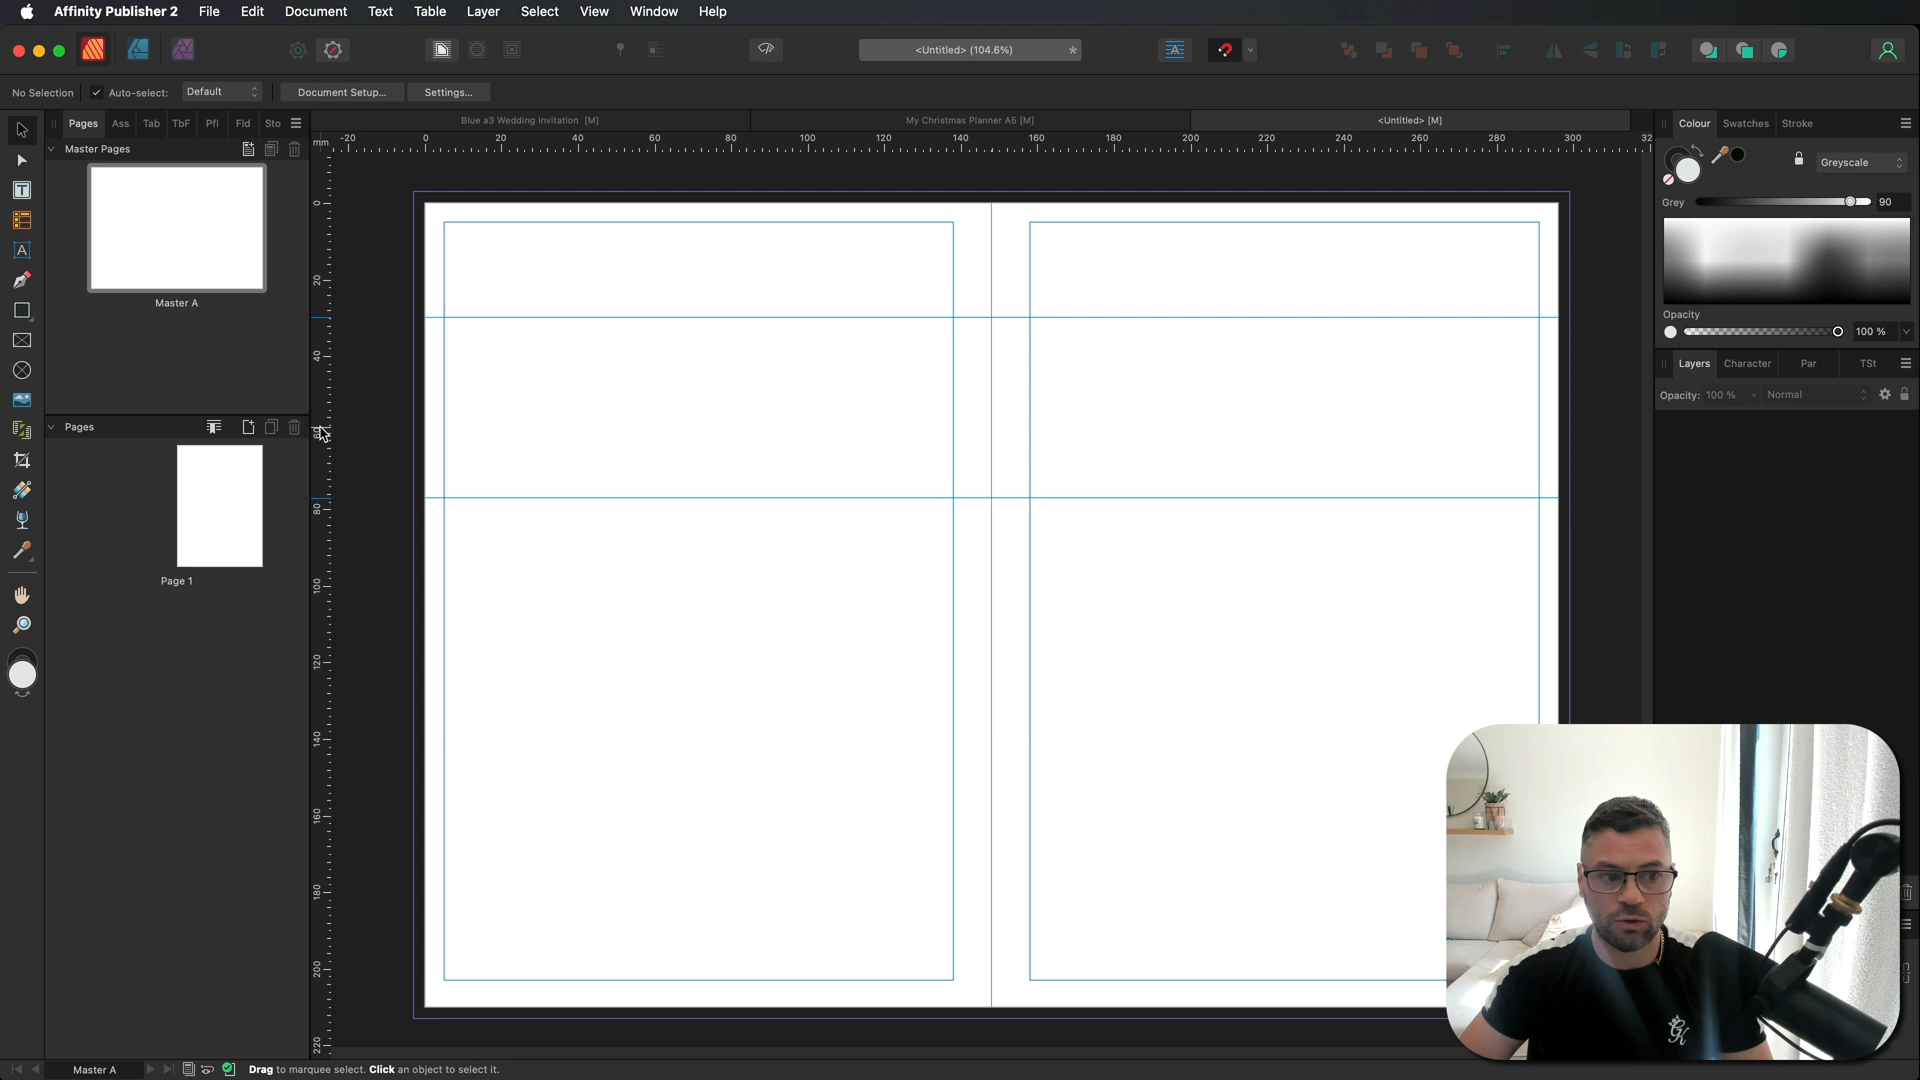 Affinity Publisher 2 File Edit Document Text Table Layer Select View Window Help
<Untitled> (104.6%) *
No Selection Auto-select: Default Document Setup... Settings...
Pages Ass Tab TbF Pfl Fld Sto
Blue a3 Wedding Invitation [M] My Christmas Planner A5 [M] <Untitled> [M]
Colour Swatches Stroke
mm -20 0 20 40 60 80 100 120 140 160 180 200 220 240 260 280 300 32
Master Pages
Greyscale
Grey 90
0
Master A
20
Opacity
100 %
40
Layers Character Par TSt
Opacity: 100 % Normal
Pages
60
80
Page 1
100
120
140
160
180
200
220
GK
Master A
Drag to marquee select. Click an object to select it.